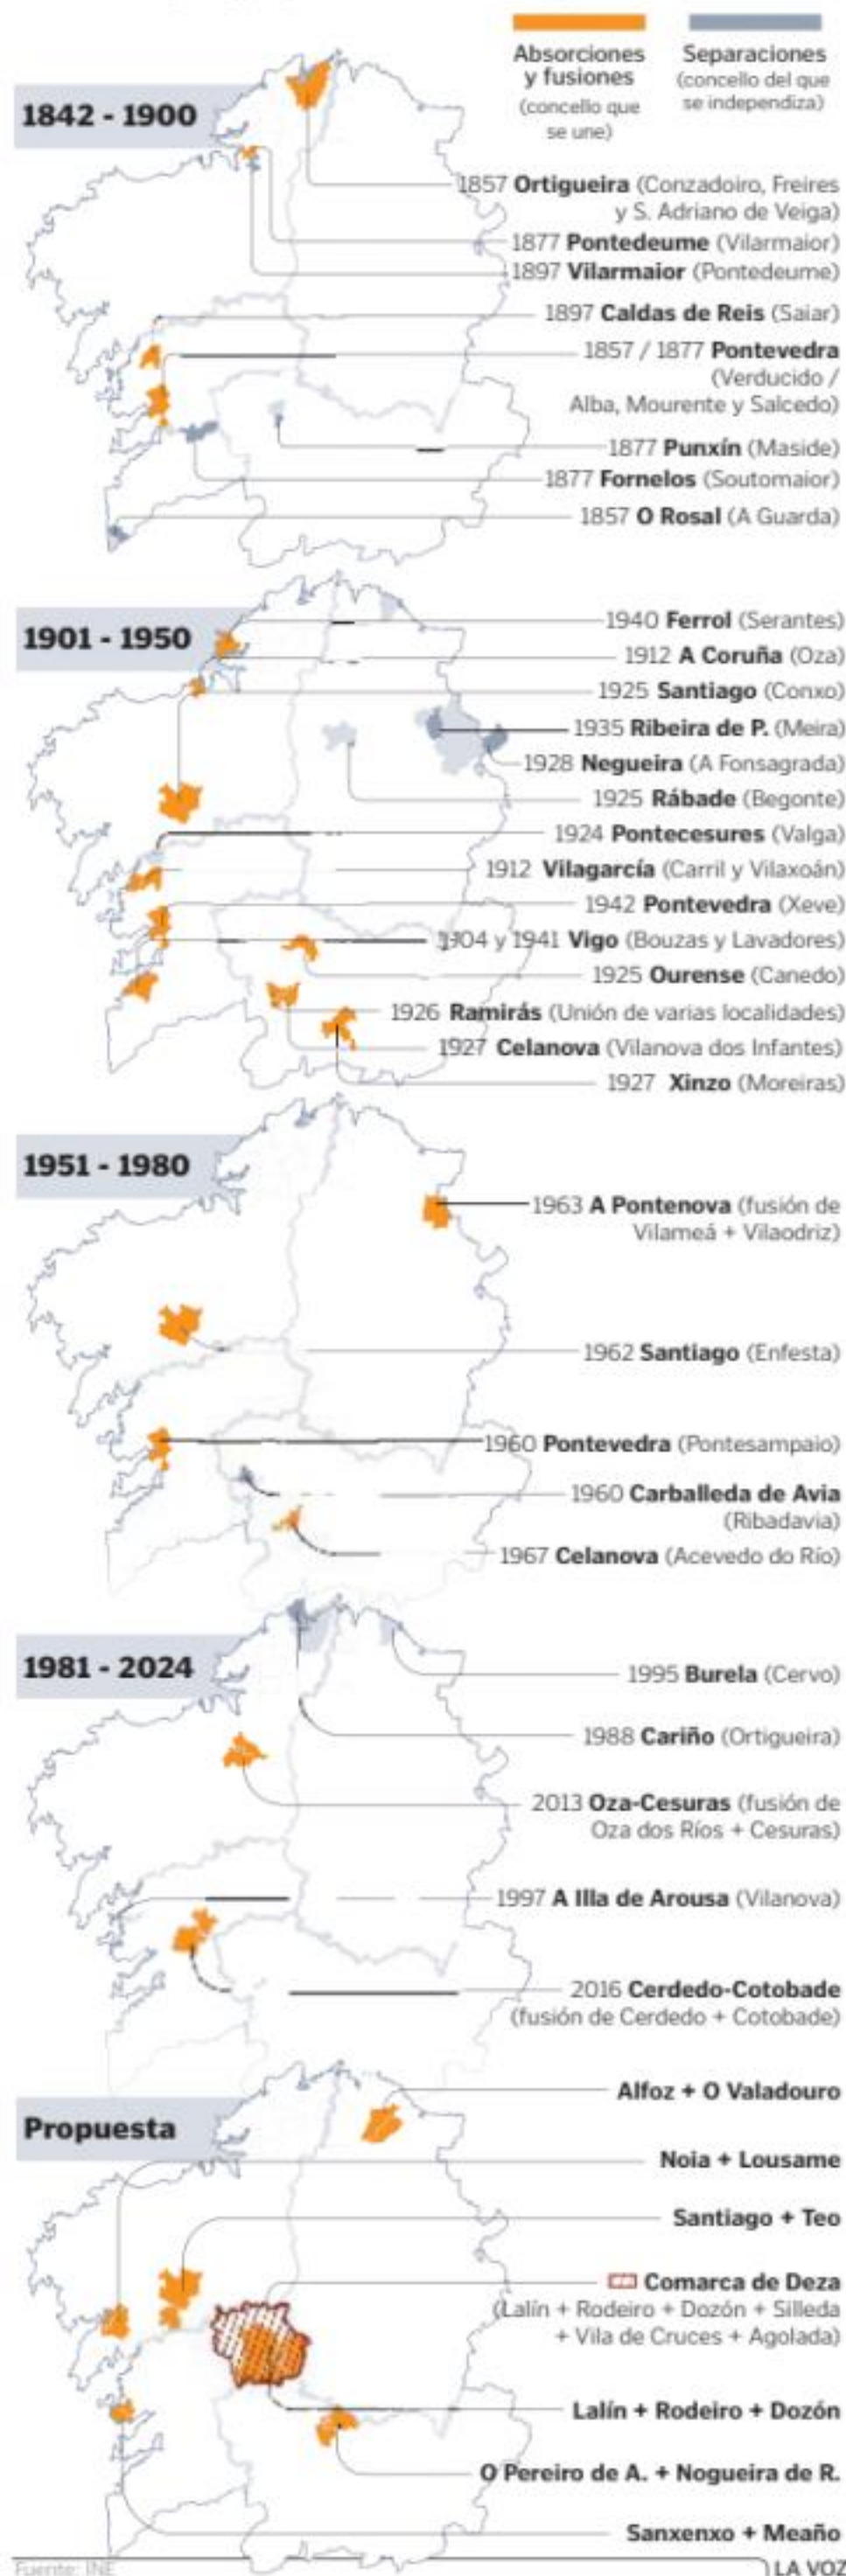 Absorciones
y fusiones
(concello que
se une)
Separaciones
(concello del que
se independiza)
1842 - 1900
1857 Ortigueira (Conzadoiro, Freires
y S. Adriano de Veiga)
1877 Pontedeume (Vilarmaior)
1897 Vilarmaior (Pontedeume)
1897 Caldas de Reis (Saiar)
1857 / 1877 Pontevedra
(Verducido /
Alba, Mourente y Salcedo)
1877 Punxín (Maside)
1877 Fornelos (Soutomaior)
1857 O Rosal (A Guarda)
1901 - 1950
1940 Ferrol (Serantes)
1912 A Coruña (Oza)
1925 Santiago (Conxo)
1935 Ribeira de P. (Meira)
1928 Negueira (A Fonsagrada)
1925 Rábade (Begonte)
1924 Pontecesures (Valga)
1912 Vilagarcía (Carril y Vilaxoán)
1942 Pontevedra (Xeve)
1904 y 1941 Vigo (Bouzas y Lavadores)
1925 Ourense (Canedo)
1926 Ramirás (Unión de varias localidades)
1927 Celanova (Vilanova dos Infantes)
1927 Xinzo (Moreiras)
1951 - 1980
1963 A Pontenova (fusión de
Vilameá + Vilaodriz)
1962 Santiago (Enfesta)
1960 Pontevedra (Pontesampaio)
1960 Carballeda de Avia
(Ribadavia)
1967 Celanova (Acevedo do Río)
1981 - 2024
1995 Burela (Cervo)
1988 Cariño (Ortigueira)
2013 Oza-Cesuras (fusión de
Oza dos Ríos + Cesuras)
1997 A Illa de Arousa (Vilanova)
2016 Cerdedo-Cotobade
(fusión de Cerdedo + Cotobade)
Propuesta
Alfoz + O Valadouro
Noia + Lousame
Santiago + Teo
Comarca de Deza
(Lalín + Rodeiro + Dozón + Silleda
+ Vila de Cruces + Agolada)
Lalín + Rodeiro + Dozón
O Pereiro de A. + Nogueira de R.
Sanxenxo + Meaño
Fuente: INE
LA VOZ